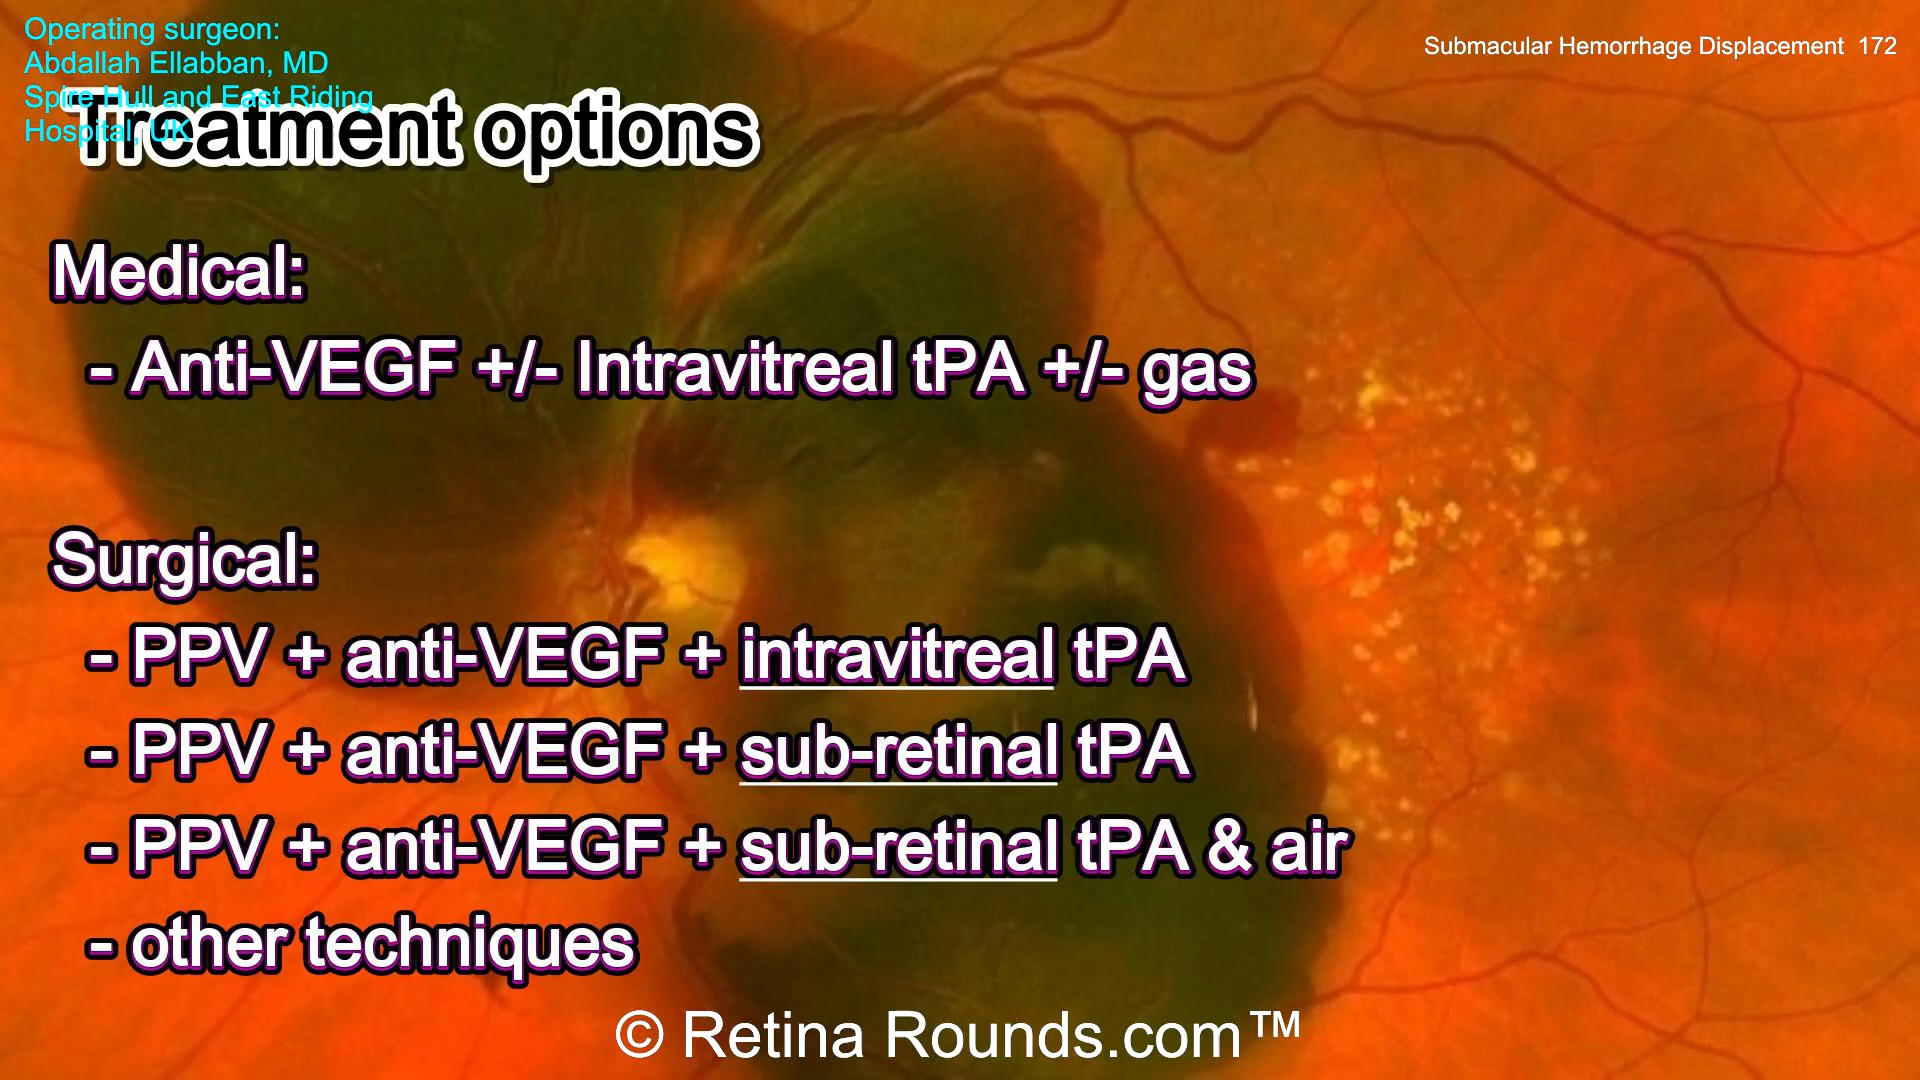 Operating surgeon:
Abdallah Ellabban, MD
Spire Hull and East Riding
Hospital, UK
Submacular Hemorrhage Displacement 172
Treatment options
Medical:
- Anti-VEGF +/- Intravitreal tPA +/- gas
Surgical:
- PPV + anti-VEGF + intravitreal tPA
- PPV + anti-VEGF + sub-retinal tPA
- PPV + anti-VEGF + sub-retinal tPA & air
- other techniques
© Retina Rounds.com™